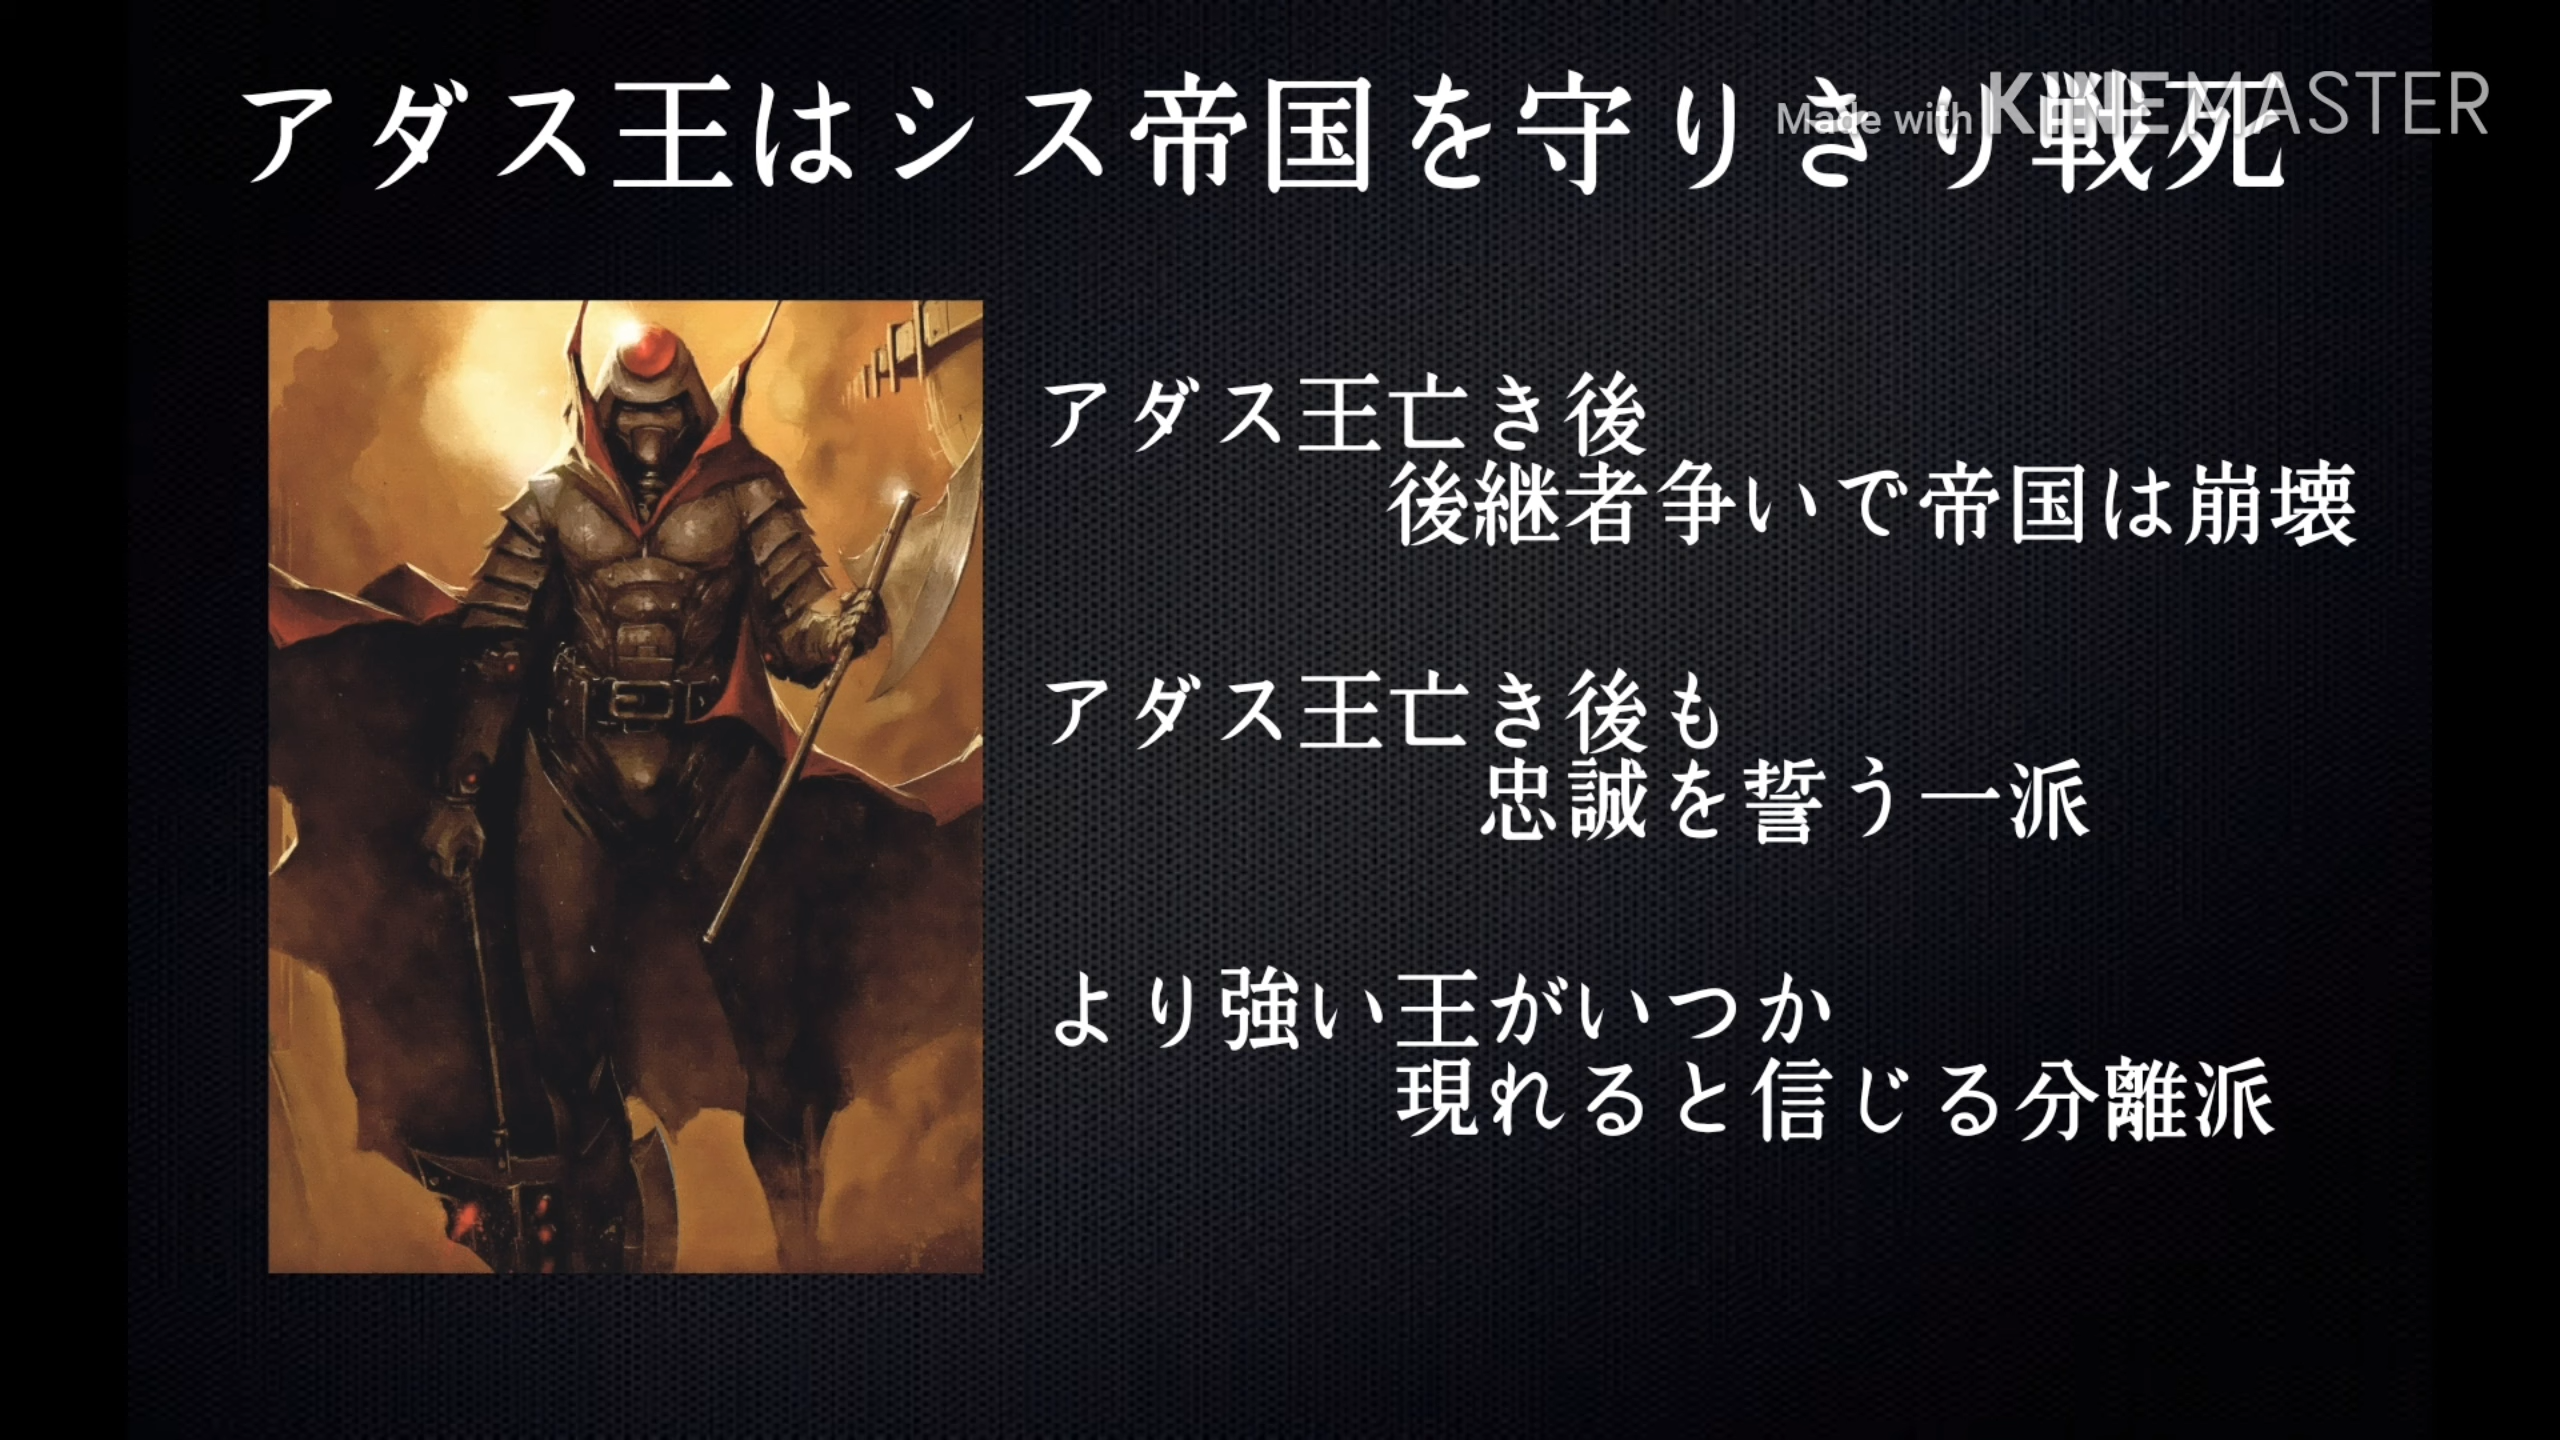 アダス王はシス帝国を守りきり戦死
Made with KINEMASTER
アダス王亡き後
後継者争いで帝国は崩壊
アダス王亡き後も
忠誠を誓う一派
より強い王がいつか
現れると信じる分離派